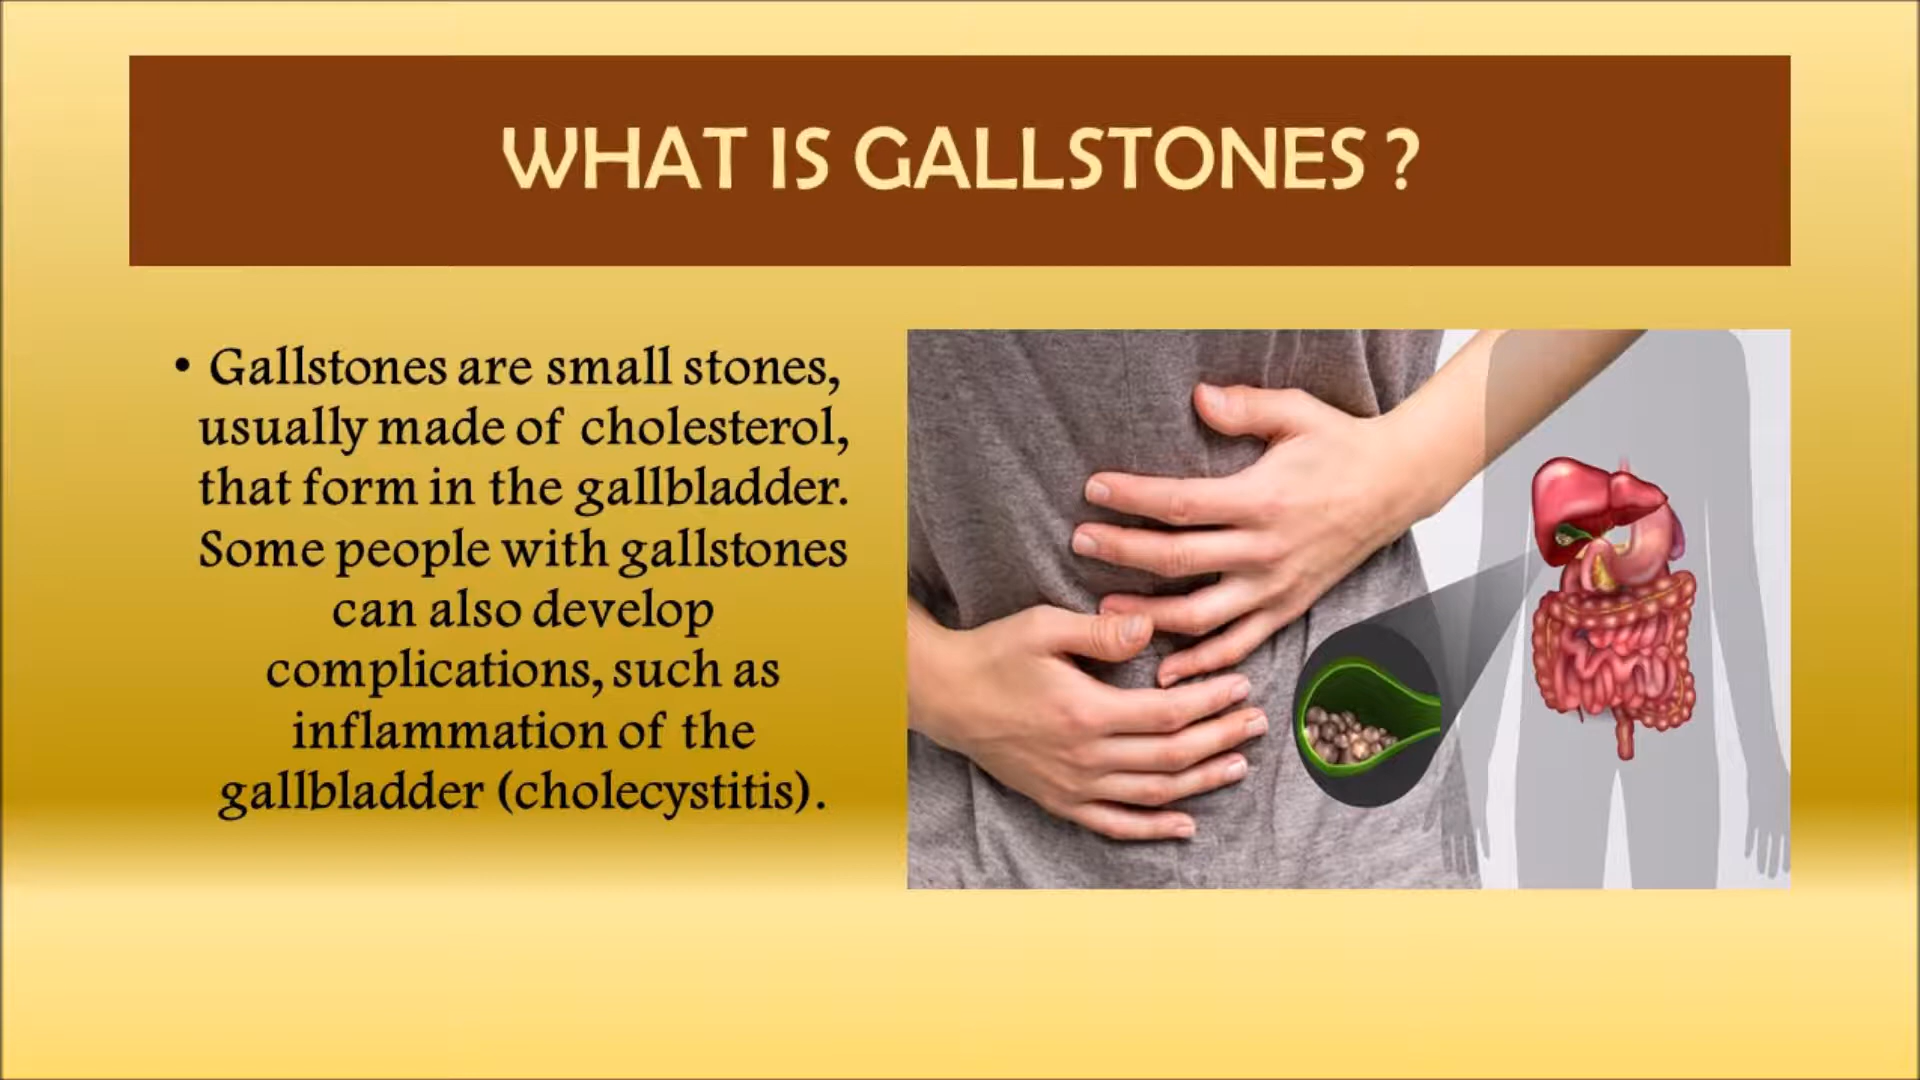 WHAT IS GALLSTONES ?
• Gallstones are small stones,
usually made of cholesterol,
that form in the gallbladder.
Some people with gallstones
can also develop
complications, such as
inflammation of the
gallbladder (cholecystitis).